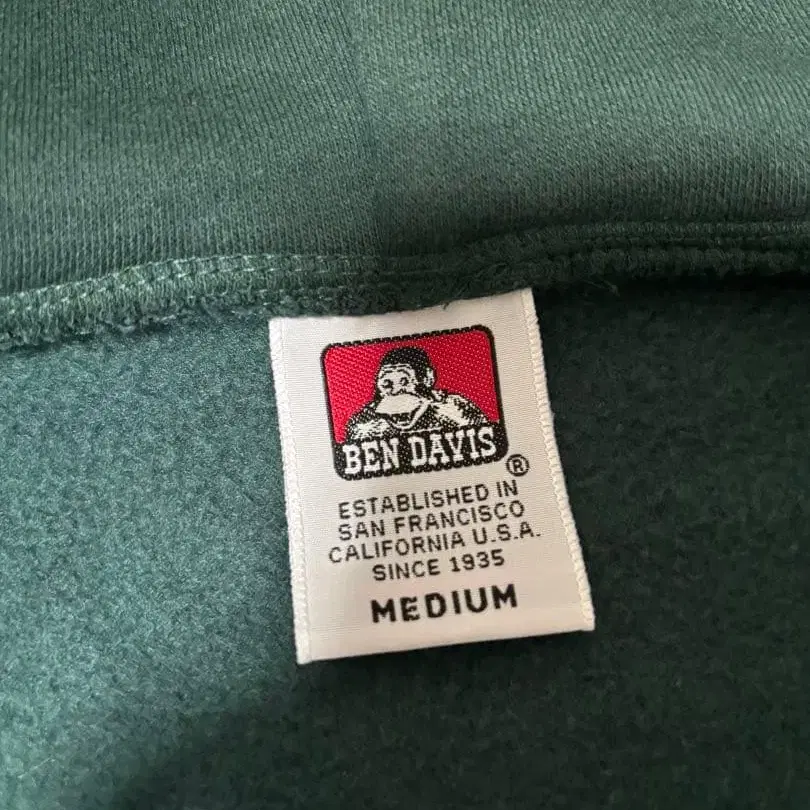 BEN DAVIS
®
ESTABLISHED IN
SAN FRANCISCO
CALIFORNIA U.S.A.
SINCE 1935
MEDIUM